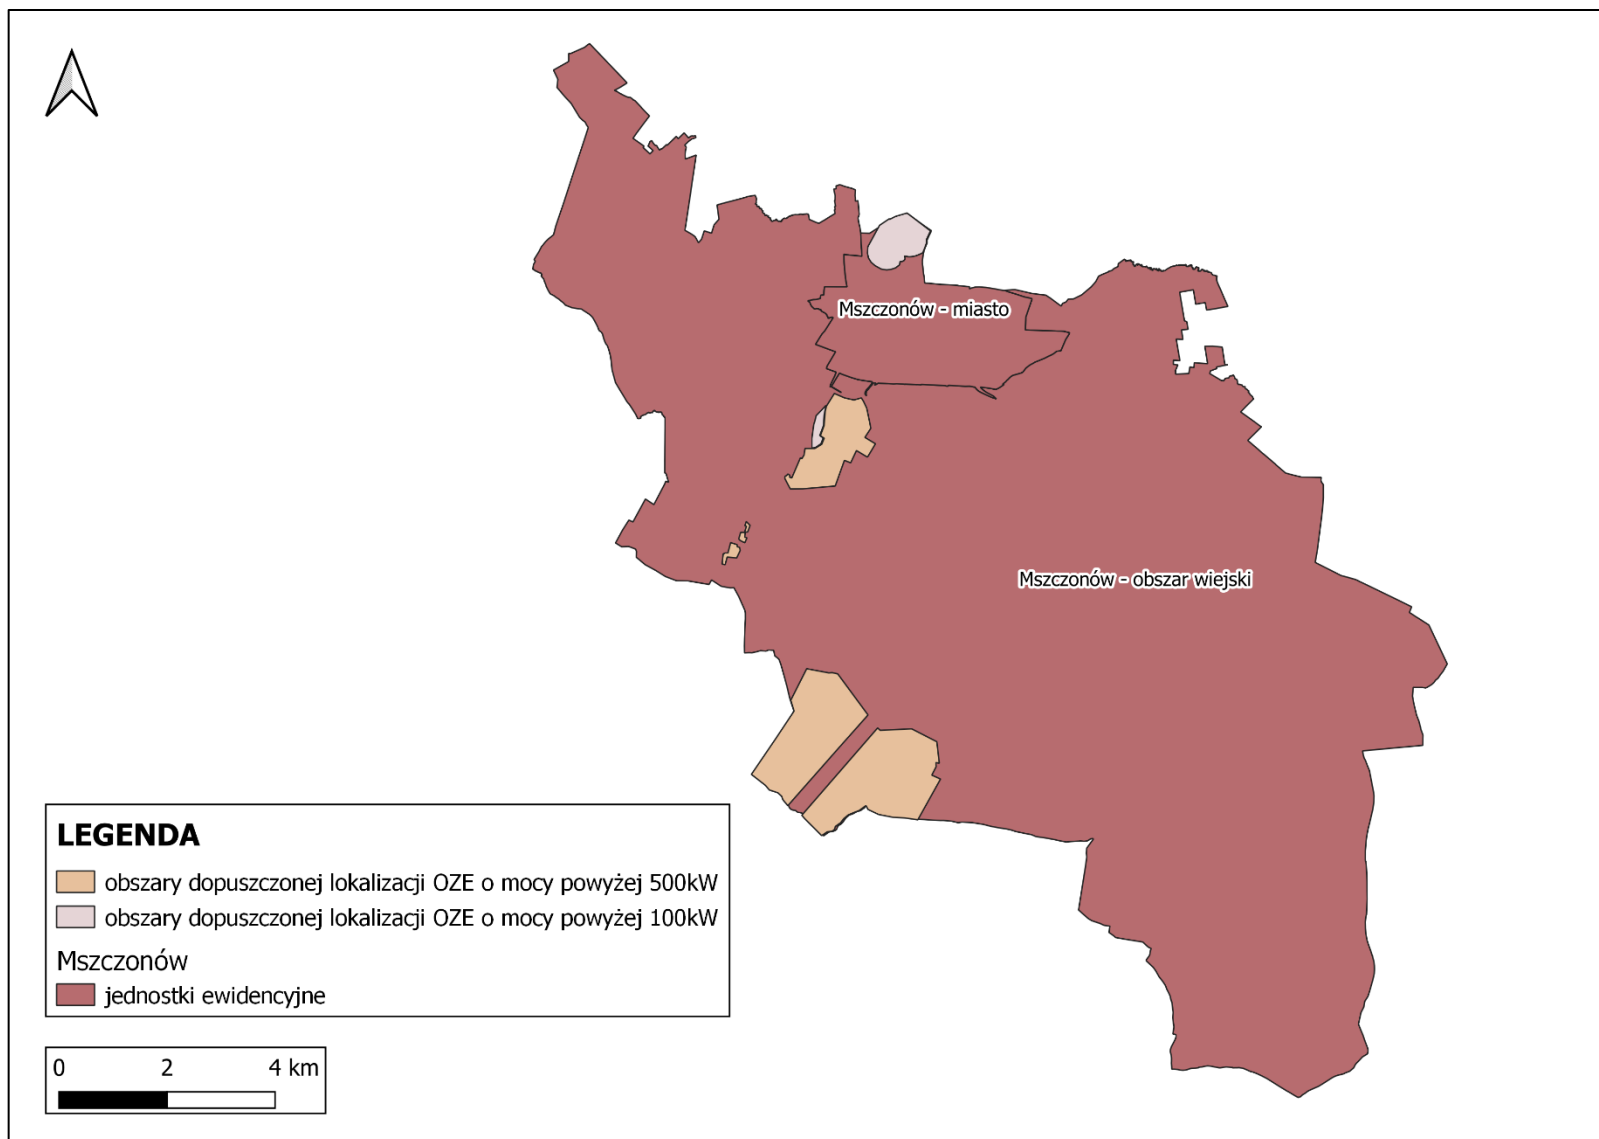 Mszczonów - miasto
Mszczonów - obszar wiejski
LEGENDA
obszary dopuszczonej lokalizacji OZE o mocy powyżej 500kW
obszary dopuszczonej lokalizacji OZE o mocy powyżej 100kW
Mszczonów
jednostki ewidencyjne
0 2 4 km